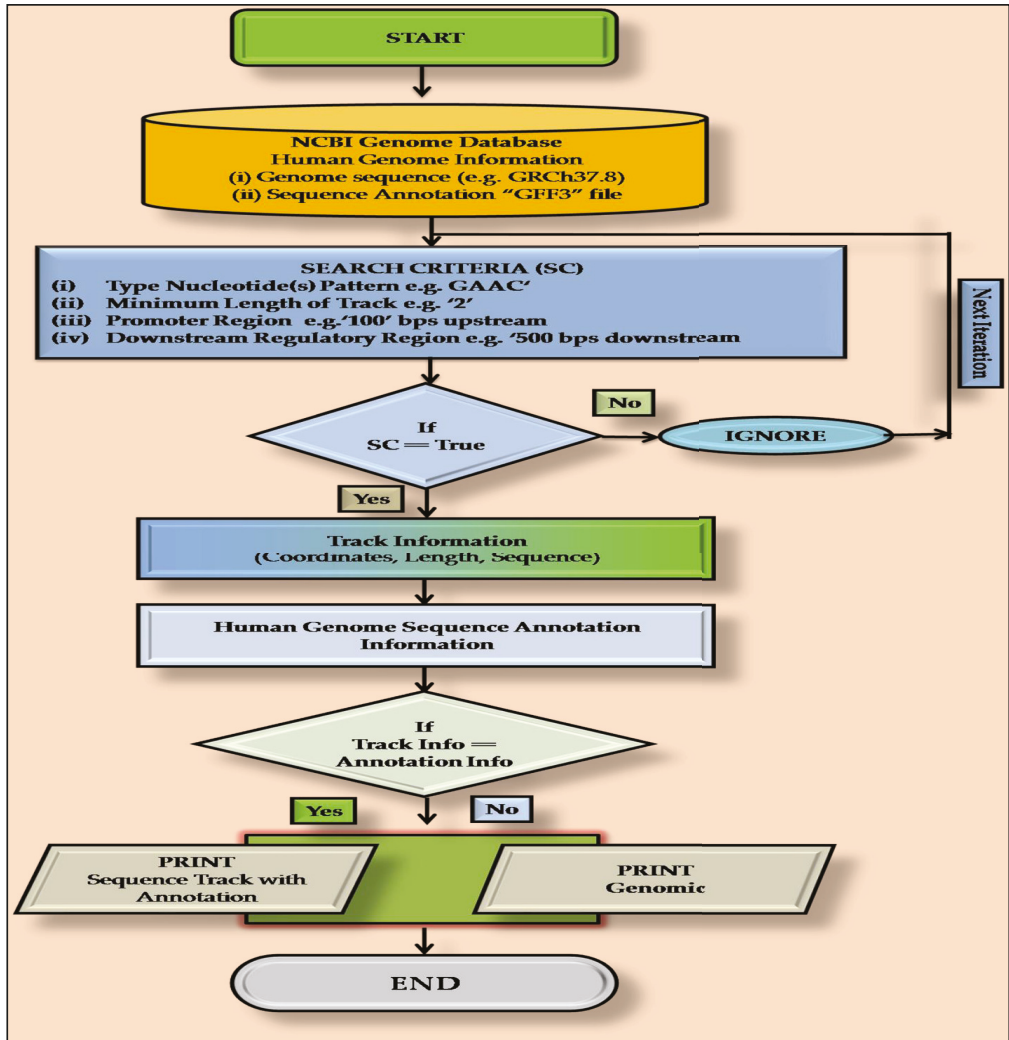 START
NCBI Genome Database
Human Genome Information
(i) Genome sequence (e.g. GRCh37.8)
(ii) Sequence Annotation “GFF3” file
SEARCH CRITERIA (SC)
(i) Type Nucleotide(s) Pattern e.g. GAAC‘
(ii) Minimum Length of Track e.g. ‘2’
(iii) Promoter Region e.g.‘100’ bps upstream
(iv) Downstream Regulatory Region e.g. ‘500 bps downstream
Next Iteration
If
SC == True
No
IGNORE
Yes
Track Information
(Coordinates, Length, Sequence)
Human Genome Sequence Annotation
Information
If
Track Info ==
Annotation Info
Yes
No
PRINT
Sequence Track with
Annotation
PRINT
Genomic
END